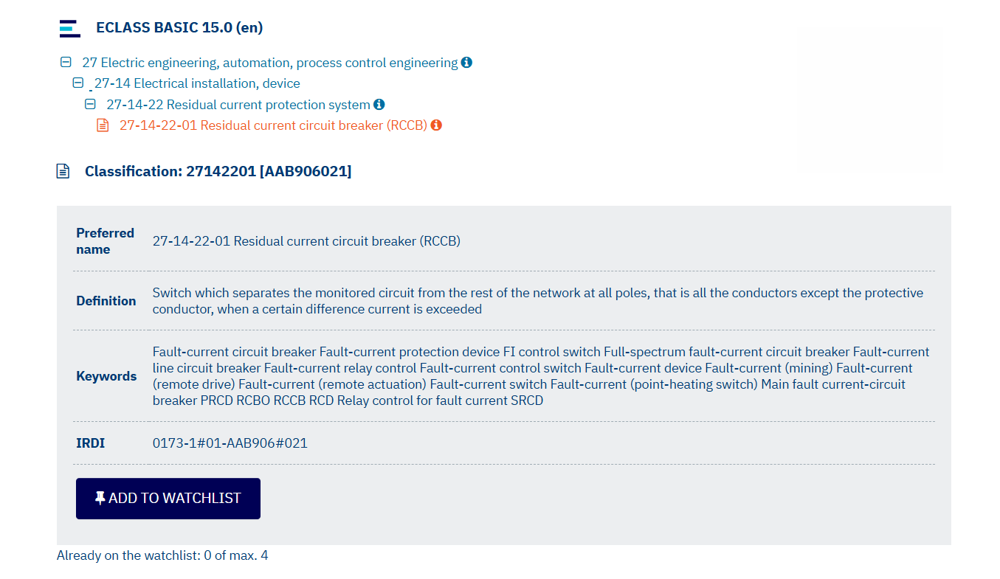 ECLASS BASIC 15.0 (en)
27 Electric engineering, automation, process control engineering
27-14 Electrical installation, device
27-14-22 Residual current protection system
27-14-22-01 Residual current circuit breaker (RCCB)
Classification: 27142201 [AAB906021]
Preferred name
27-14-22-01 Residual current circuit breaker (RCCB)
Definition
Switch which separates the monitored circuit from the rest of the network at all poles, that is all the conductors except the protective
conductor, when a certain difference current is exceeded
Keywords
Fault-current circuit breaker Fault-current protection device FI control switch Full-spectrum fault-current circuit breaker Fault-current
line circuit breaker Fault-current relay control Fault-current control switch Fault-current device Fault-current (mining) Fault-current
(remote drive) Fault-current (remote actuation) Fault-current switch Fault-current (point-heating switch) Main fault current-circuit
breaker PRCD RCBO RCCB RCD Relay control for fault current SRCD
IRDI
0173-1#01-AAB906#021
ADD TO WATCHLIST
Already on the watchlist: 0 of max. 4